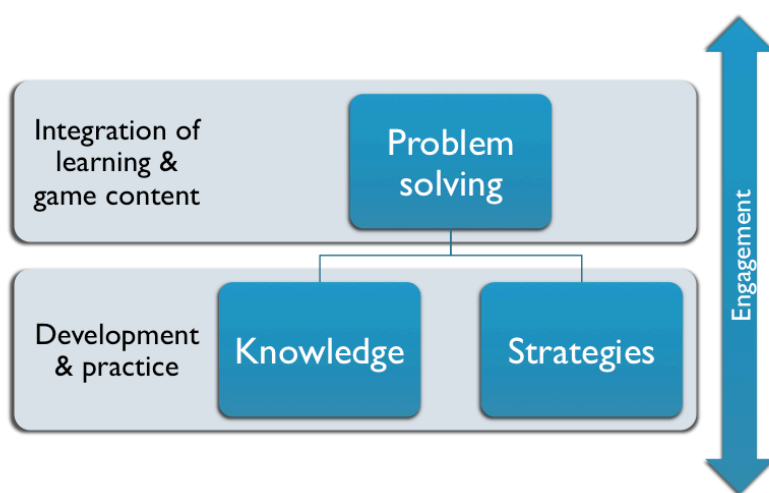 Integration of
learning &
game content
Problem
solving
Development
& practice
Knowledge
Strategies
Engagement